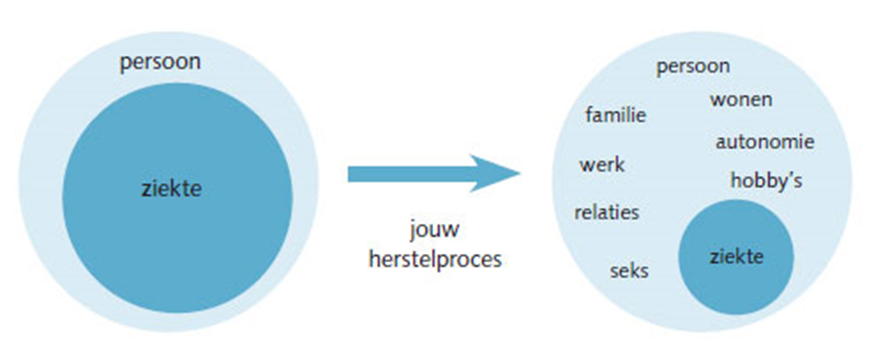 persoon
ziekte
jouw
herstelproces
persoon
wonen
familie
autonomie
werk
hobby's
relaties
ziekte
seks